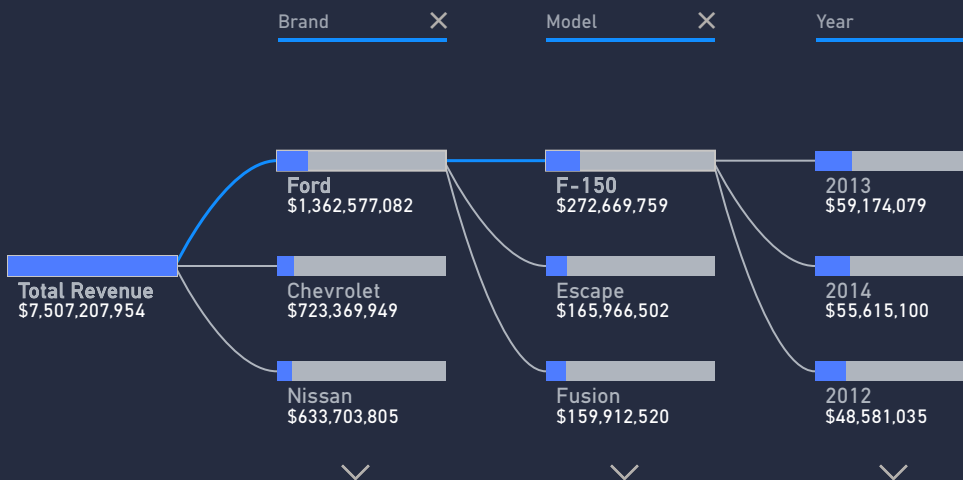 Brand
Model
Year
Ford
$1,362,577,082
F-150
$272,669,759
2013
$59,174,079
Total Revenue
$7,507,207,954
Chevrolet
$723,369,949
Escape
$165,966,502
2014
$55,615,100
Nissan
$633,703,805
Fusion
$159,912,520
2012
$48,581,035